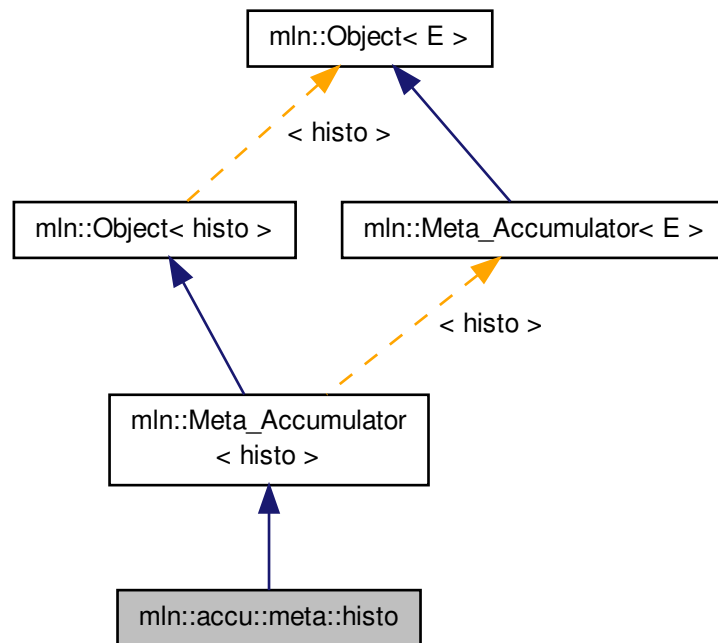 mln::Object< E >
< histo >
mln::Object< histo >
mln::Meta_Accumulator< E >
< histo >
mln::Meta_Accumulator
< histo >
mln::accu::meta::histo